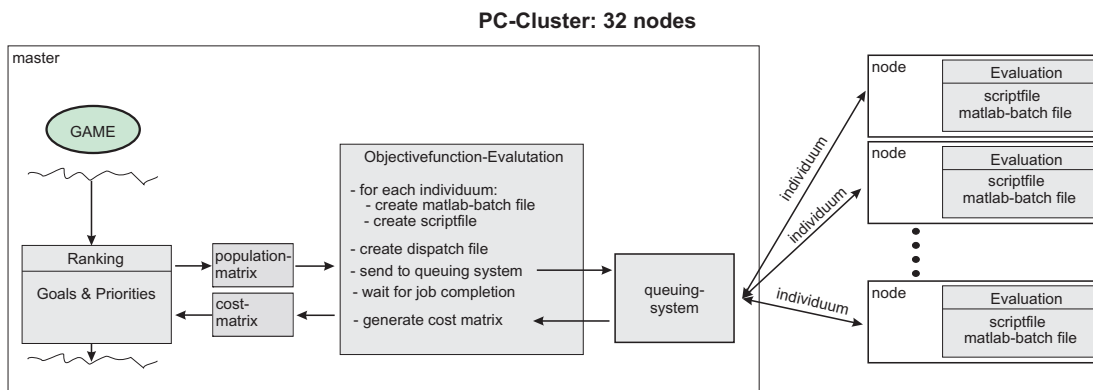 PC-Cluster: 32 nodes
master
GAME
Ranking
Goals & Priorities
population-
matrix
cost-
matrix
Objectivefunction-Evalutation
- for each individuum:
- create matlab-batch file
- create scriptfile
- create dispatch file
- send to queuing system
- wait for job completion
- generate cost matrix
queuing-
system
individuum
individuum
individuum
node
Evaluation
scriptfile
matlab-batch file
node
Evaluation
scriptfile
matlab-batch file
node
Evaluation
scriptfile
matlab-batch file